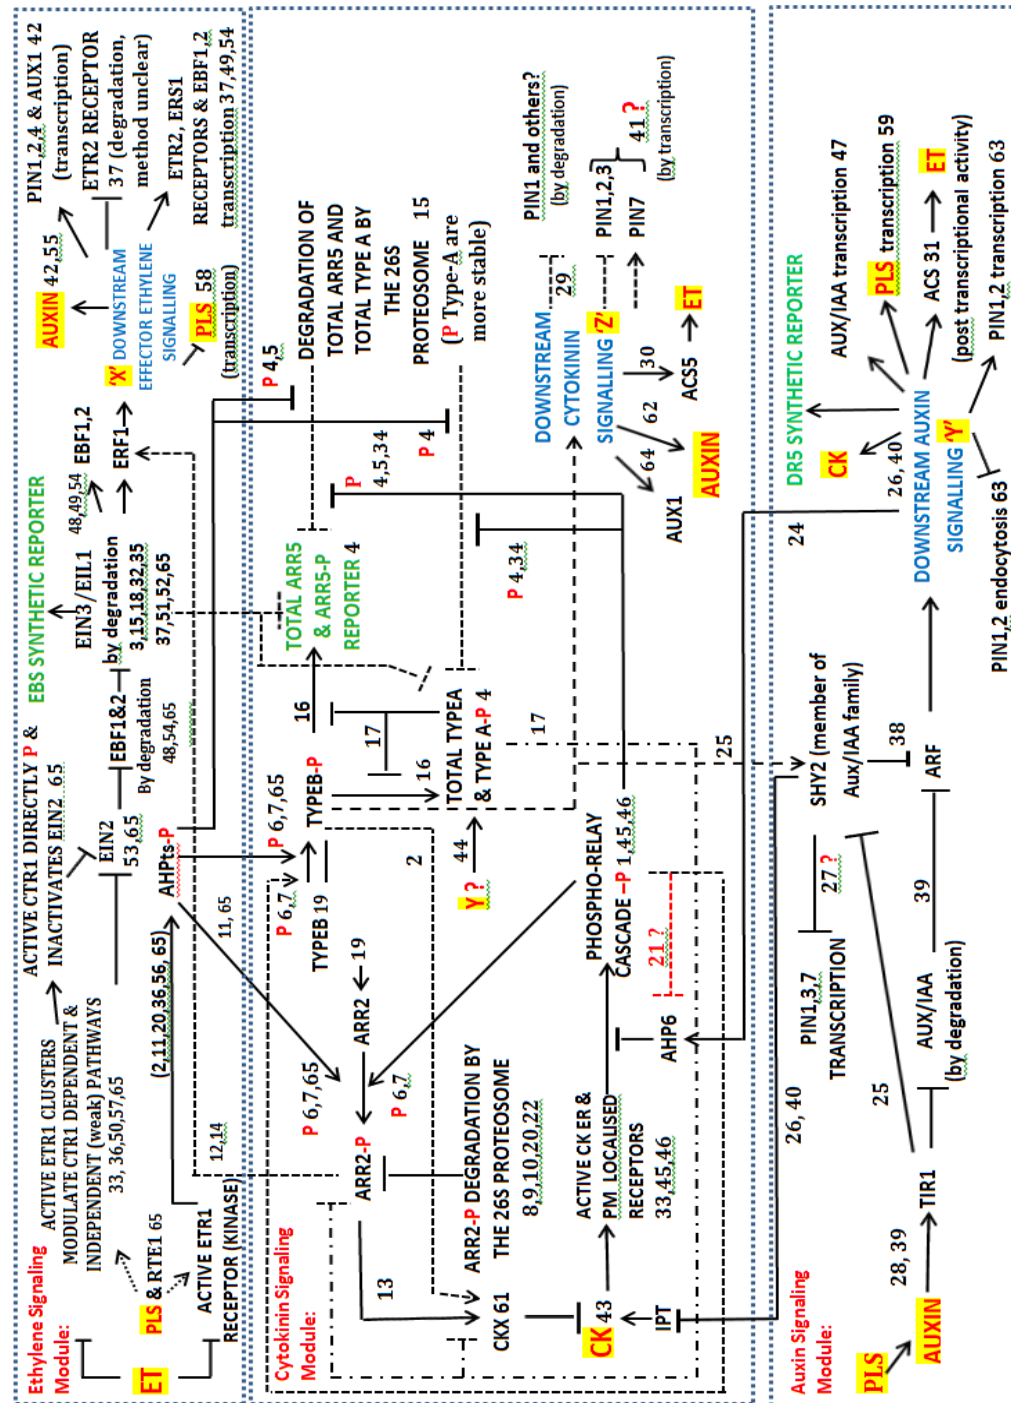 Ethylene Signaling
Module:
ET
PLS & RTE1 65
ACTIVE ETR1
RECEPTOR (KINASE)
ACTIVE ETR1 CLUSTERS
MODULATE CTR1 DEPENDENT &
INDEPENDENT (weak) PATHWAYS
33, 36,50,57,65
ACTIVE CTR1 DIRECTLY P &
INACTIVATES EIN2 65
(2,11,20,36,56, 65)
EIN2
53,65
AHPts-P
EBF1&2
By degradation
48,54,65
EBS SYNTHETIC REPORTER
EIN3/EIL1
by degradation
3,15,18,32,35
37,51,52,65
48,49,54
EBF1,2
ERF1
'X' DOWNSTREAM
EFFECTOR ETHYLENE
SIGNALLING
AUXIN 42,55
PLS 58
(transcription)
PIN1,2,4 & AUX1 42
(transcription)
ETR2 RECEPTOR
37 (degradation,
method unclear)
ETR2, ERS1
RECEPTORS & EBF1,2
transcription 37,49,54
12,14
11, 65
Cytokinin Signaling
Module:
13
CKX 61
CK 43
IPT
ARR2-P
P 6,7,65
P 6,7
ARR2
19
ARR2-P DEGRADATION BY
THE 26S PROTEOSOME
8,9,10,20,22
ACTIVE CK ER &
PM LOCALISED
RECEPTORS
33,45,46
AHP6
21 ?
2
P 6,7
TYPEB 19
P 6,7,65
TYPEB-P
16
17
16
Y ?
44
TOTAL TYPEA
& TYPE A-P 4
17
PHOSPHO-RELAY
CASCADE –P 1,45,46
TOTAL ARR5
& ARR5-P
REPORTER 4
P 4,34
P
4,5,34
P 4
P 4,5
DEGRADATION OF
TOTAL ARR5 AND
TOTAL TYPE A BY
THE 26S
PROTEOSOME 15
(P Type-A are
more stable)
DOWNSTREAM
CYTOKININ
SIGNALLING 'Z'
29
PIN1 and others?
(by degradation)
PIN1,2,3
PIN7
41 ?
(by transcription)
30
ACS5
ET
62
64
AUX1
AUXIN
25
24
26, 40
Auxin Signaling
Module:
PLS
AUXIN
28, 39
TIR1
25
AUX/IAA
(by degradation)
39
PIN1,3,7
TRANSCRIPTION
27 ?
SHY2 (member of
Aux/IAA family)
38
ARF
DOWNSTREAM AUXIN
SIGNALLING 'Y'
26, 40
CK
DR5 SYNTHETIC REPORTER
AUX/IAA transcription 47
PLS transcription 59
ACS 31
ET
(post transcriptional activity)
PIN1,2 transcription 63
PIN1,2 endocytosis 63